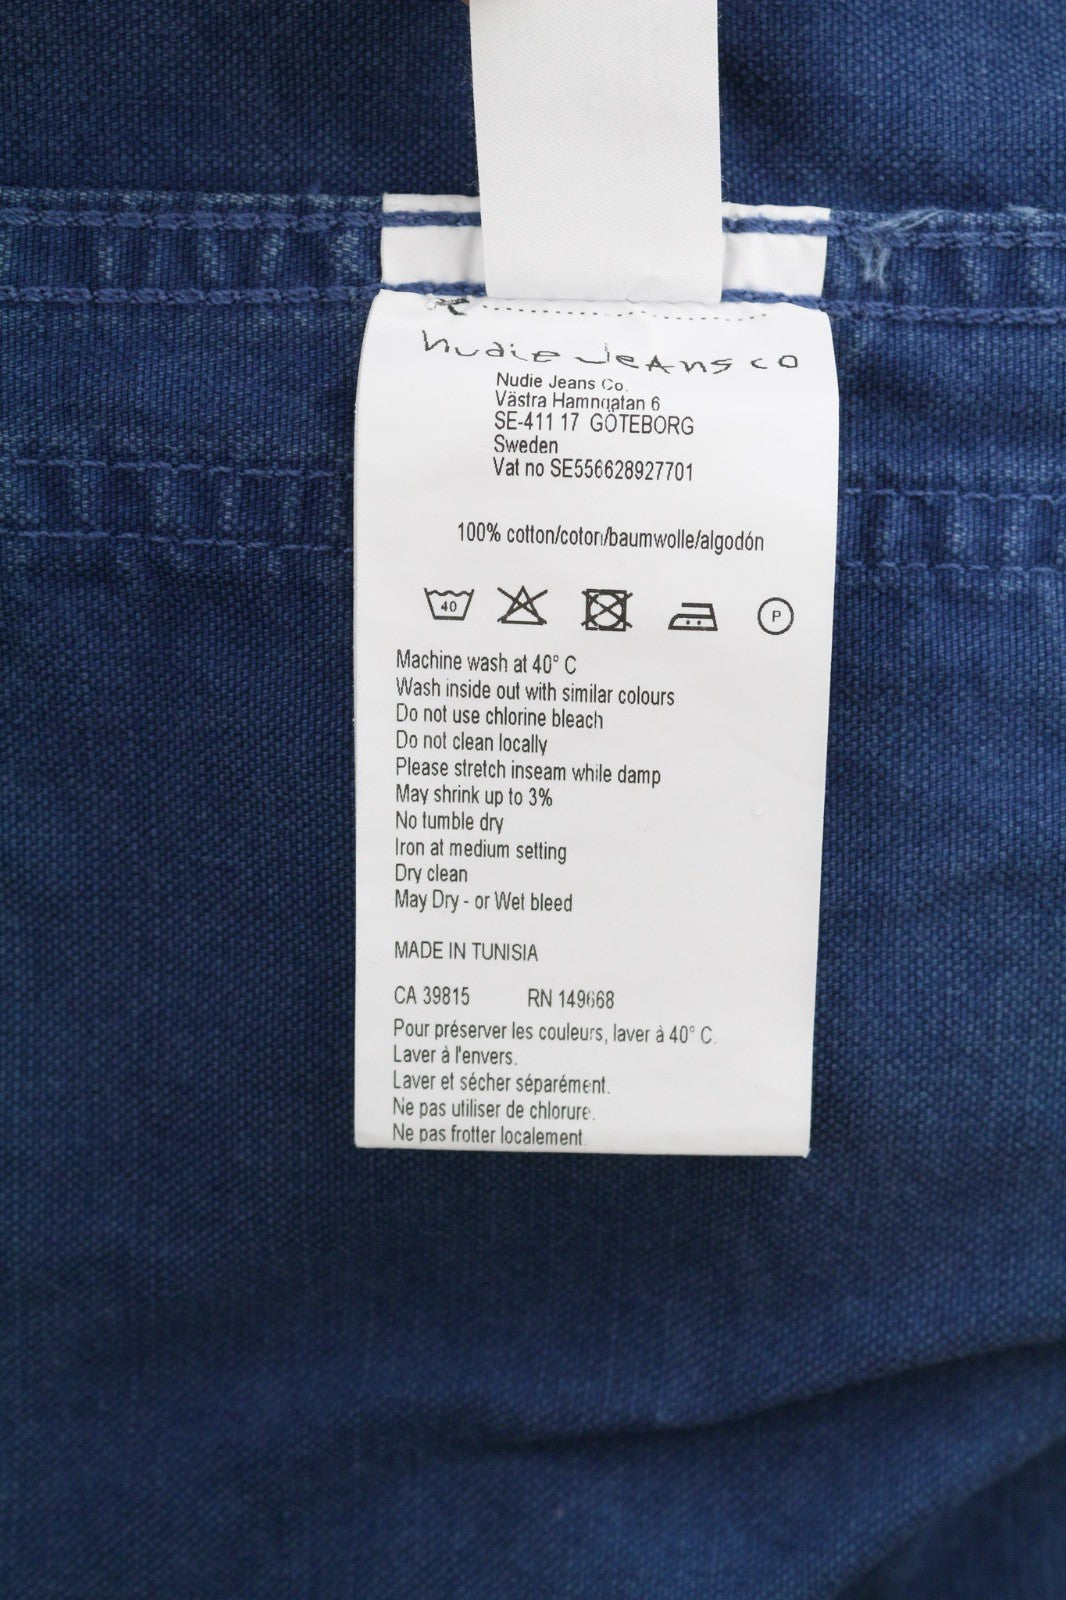 nudie Jeans co
Nudie Jeans Co.
Västra Hamngatan 6
SE-411 17 GÖTEBORG
Sweden
Vat no SE556628927701
100% cotton/coton/baumwolle/algodón
40 P
Machine wash at 40° C
Wash inside out with similar colours
Do not use chlorine bleach
Do not clean locally
Please stretch inseam while damp
May shrink up to 3%
No tumble dry
Iron at medium setting
Dry clean
May Dry - or Wet bleed
MADE IN TUNISIA
CA 39815 RN 149668
Pour préserver les couleurs, laver à 40° C.
Laver à l'envers.
Laver et sécher séparément.
Ne pas utiliser de chlorure.
Ne pas frotter localement.